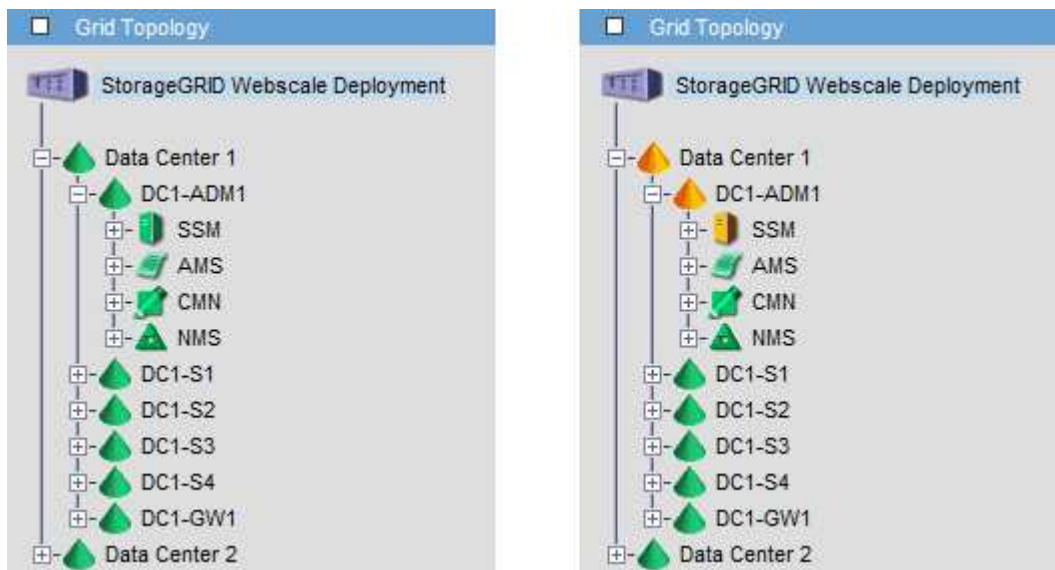 Grid Topology
StorageGRID Webscale Deployment
Data Center 1
DC1-ADM1
SSM
AMS
CMN
NMS
DC1-S1
DC1-S2
DC1-S3
DC1-S4
DC1-GW1
Data Center 2
Grid Topology
StorageGRID Webscale Deployment
Data Center 1
DC1-ADM1
SSM
AMS
CMN
NMS
DC1-S1
DC1-S2
DC1-S3
DC1-S4
DC1-GW1
Data Center 2